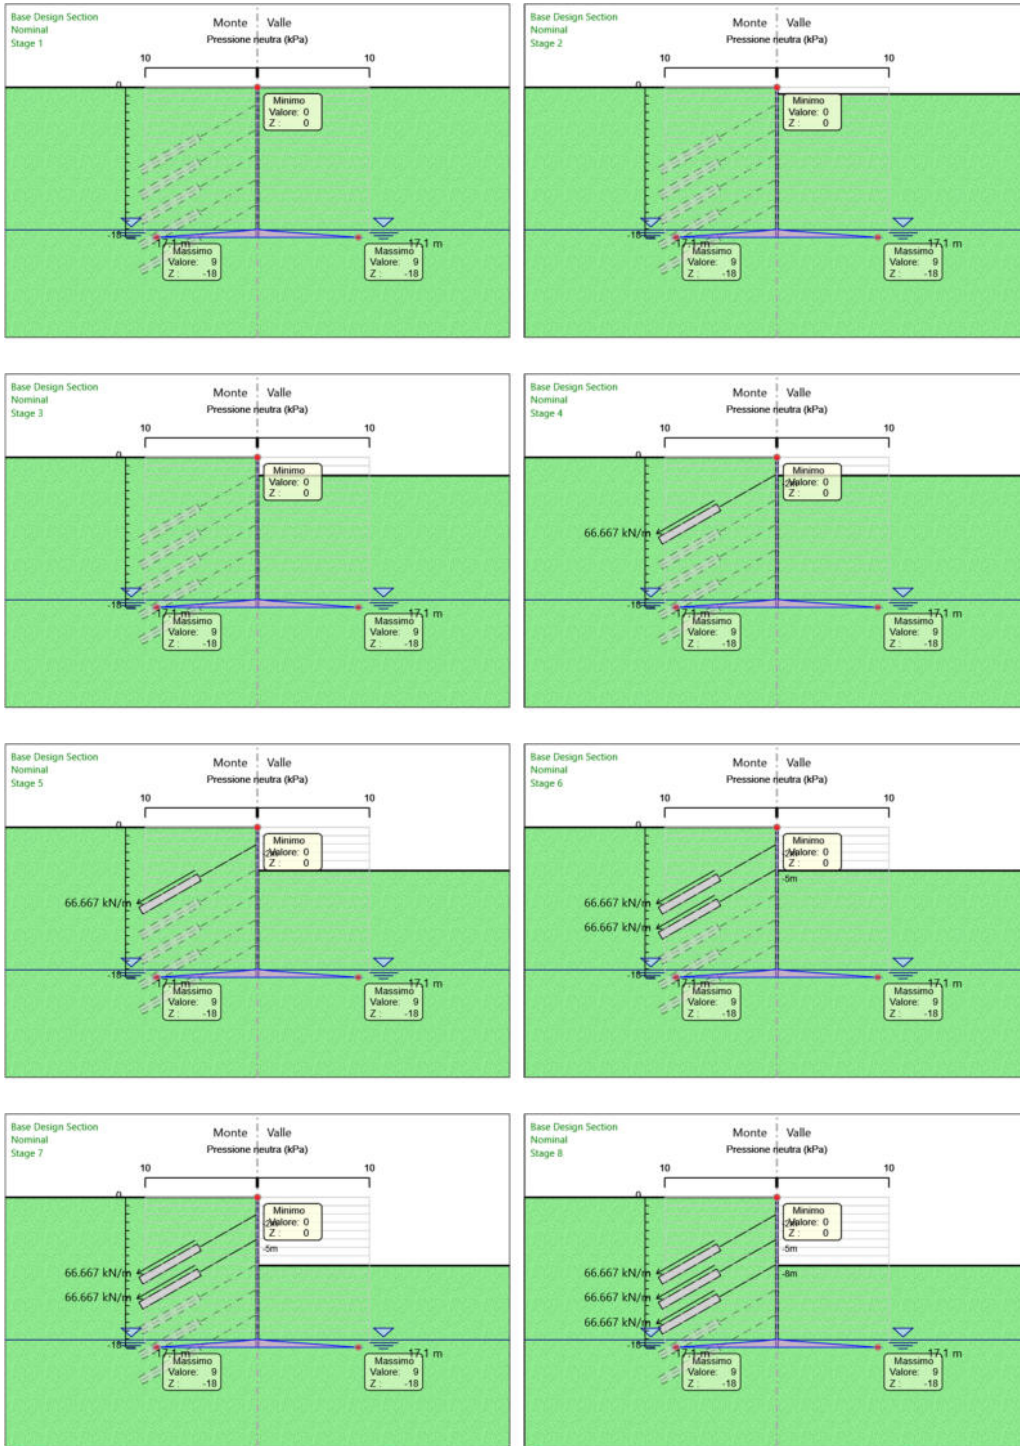 Base Design Section
Nominal
Stage 1
Monte Valle
Pressione neutra (kPa)
10 10
0
Minimo
Valore: 0
Z : 0
-18
-17.1 m -17.1 m
Massimo
Valore: 9
Z : -18
Massimo
Valore: 9
Z : -18
Base Design Section
Nominal
Stage 2
Monte Valle
Pressione neutra (kPa)
10 10
0
Minimo
Valore: 0
Z : 0
-18
-17.1 m -17.1 m
Massimo
Valore: 9
Z : -18
Massimo
Valore: 9
Z : -18
Base Design Section
Nominal
Stage 3
Monte Valle
Pressione neutra (kPa)
10 10
0
Minimo
Valore: 0
Z : 0
-18
-17.1 m -17.1 m
Massimo
Valore: 9
Z : -18
Massimo
Valore: 9
Z : -18
Base Design Section
Nominal
Stage 4
Monte Valle
Pressione neutra (kPa)
10 10
0
Minimo
Valore: 0
Z : 0
-2m
66.667 kN/m
-18
-17.1 m -17.1 m
Massimo
Valore: 9
Z : -18
Massimo
Valore: 9
Z : -18
Base Design Section
Nominal
Stage 5
Monte Valle
Pressione neutra (kPa)
10 10
0
Minimo
Valore: 0
Z : 0
-2m
66.667 kN/m
-18
-17.1 m -17.1 m
Massimo
Valore: 9
Z : -18
Massimo
Valore: 9
Z : -18
Base Design Section
Nominal
Stage 6
Monte Valle
Pressione neutra (kPa)
10 10
0
Minimo
Valore: 0
Z : 0
-2m
-5m
66.667 kN/m
66.667 kN/m
-18
-17.1 m -17.1 m
Massimo
Valore: 9
Z : -18
Massimo
Valore: 9
Z : -18
Base Design Section
Nominal
Stage 7
Monte Valle
Pressione neutra (kPa)
10 10
0
Minimo
Valore: 0
Z : 0
-2m
-5m
66.667 kN/m
66.667 kN/m
-18
-17.1 m -17.1 m
Massimo
Valore: 9
Z : -18
Massimo
Valore: 9
Z : -18
Base Design Section
Nominal
Stage 8
Monte Valle
Pressione neutra (kPa)
10 10
0
Minimo
Valore: 0
Z : 0
-2m
-5m
-8m
66.667 kN/m
66.667 kN/m
66.667 kN/m
-18
-17.1 m -17.1 m
Massimo
Valore: 9
Z : -18
Massimo
Valore: 9
Z : -18